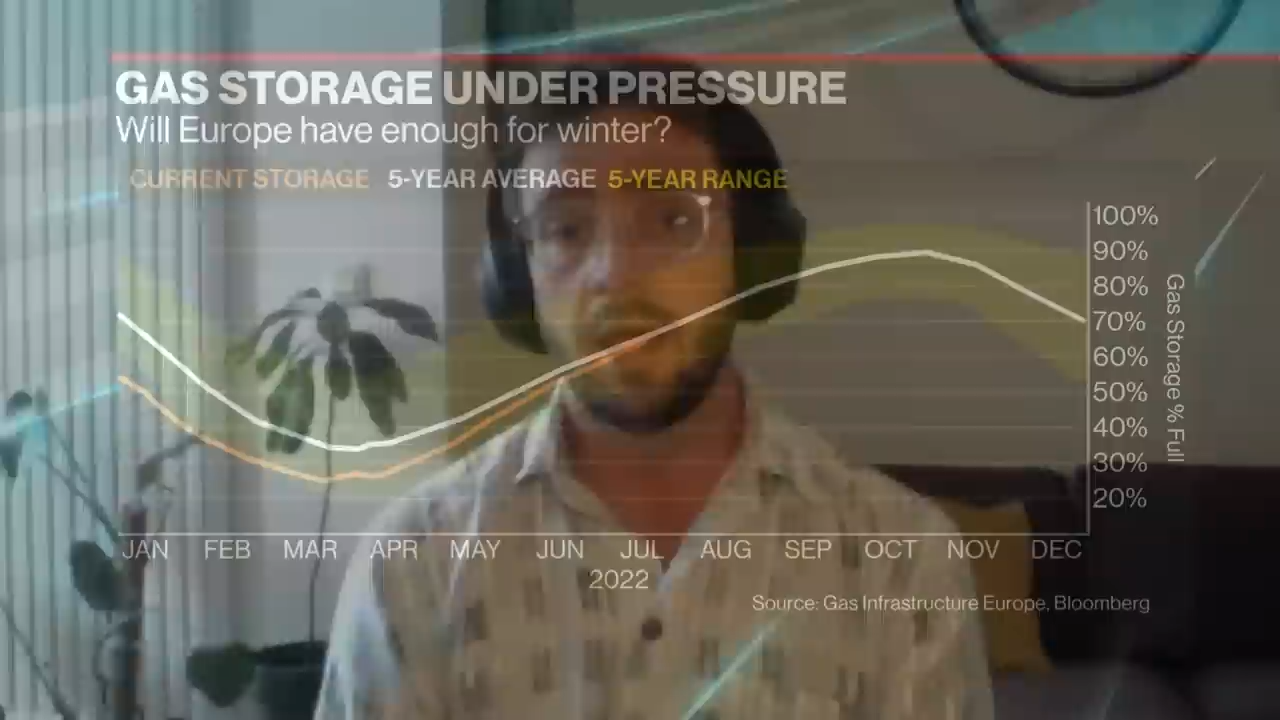 GAS STORAGE UNDER PRESSURE
Will Europe have enough for winter?
CURRENT STORAGE 5-YEAR AVERAGE 5-YEAR RANGE
100%
90%
80%
70%
60%
50%
40%
30%
20%
Gas Storage % Full
JAN FEB MAR APR MAY JUN JUL AUG SEP OCT NOV DEC
2022
Source: Gas Infrastructure Europe, Bloomberg